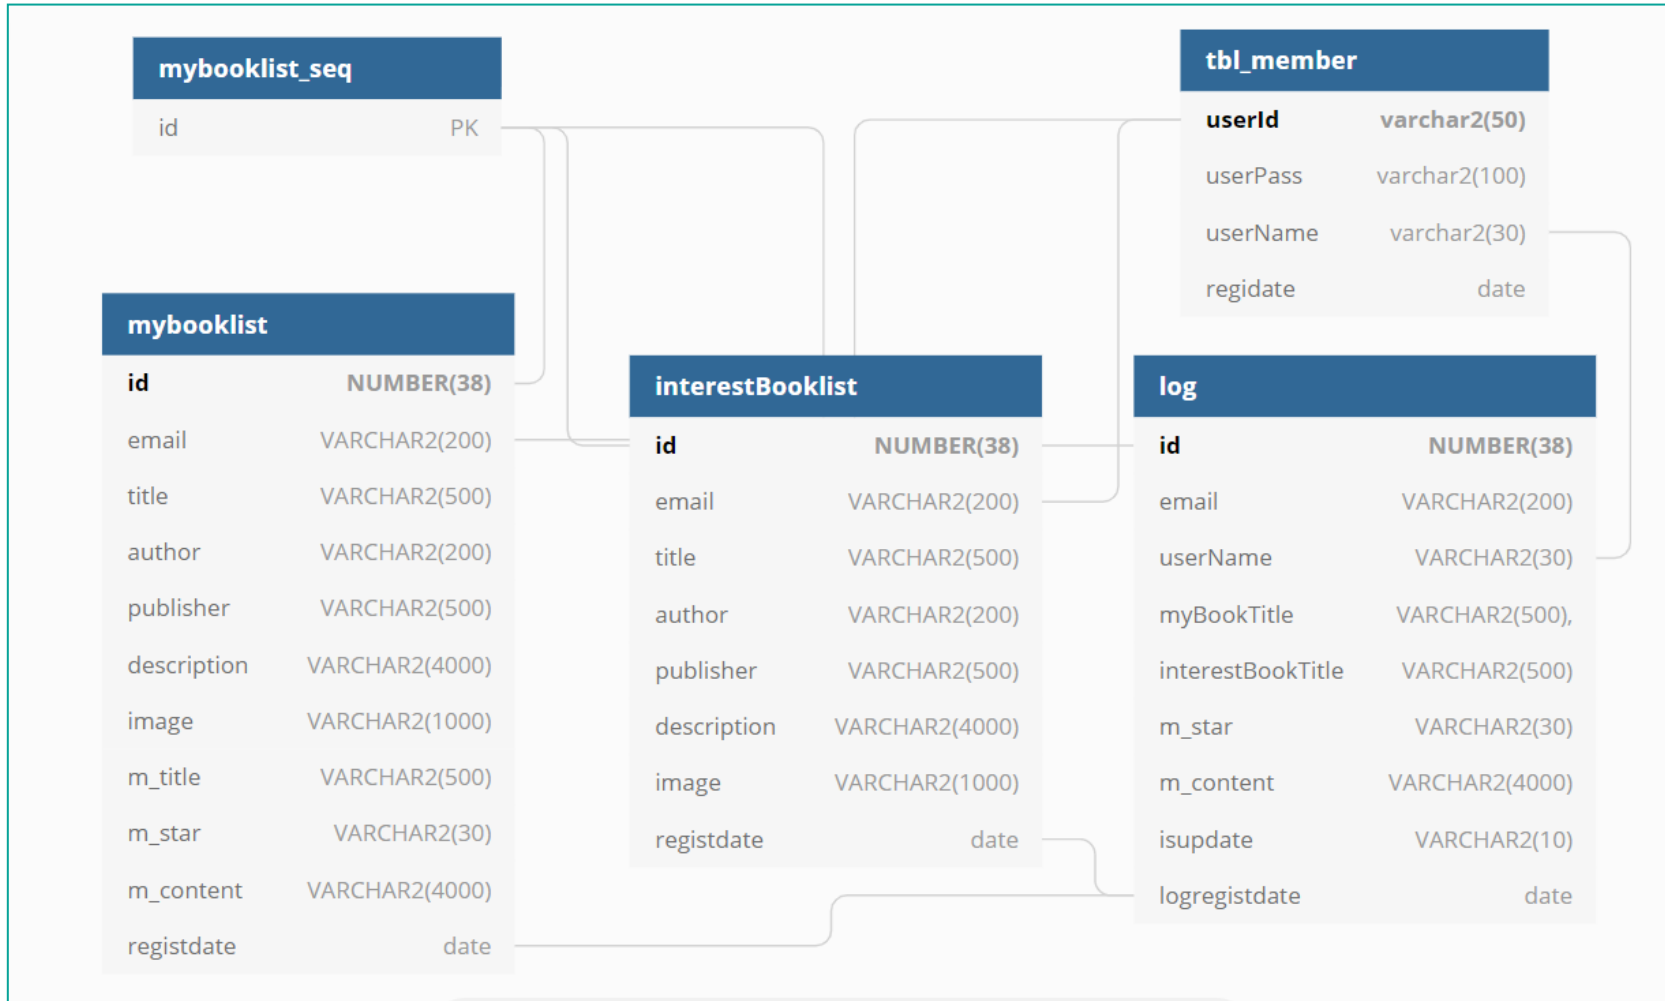 mybooklist_seq
id PK
tbl_member
userId varchar2(50)
userPass varchar2(100)
userName varchar2(30)
regidate date
mybooklist
id NUMBER(38)
email VARCHAR2(200)
title VARCHAR2(500)
author VARCHAR2(200)
publisher VARCHAR2(500)
description VARCHAR2(4000)
image VARCHAR2(1000)
m_title VARCHAR2(500)
m_star VARCHAR2(30)
m_content VARCHAR2(4000)
registdate date
interestBooklist
id NUMBER(38)
email VARCHAR2(200)
title VARCHAR2(500)
author VARCHAR2(200)
publisher VARCHAR2(500)
description VARCHAR2(4000)
image VARCHAR2(1000)
registdate date
log
id NUMBER(38)
email VARCHAR2(200)
userName VARCHAR2(30)
myBookTitle VARCHAR2(500),
interestBookTitle VARCHAR2(500)
m_star VARCHAR2(30)
m_content VARCHAR2(4000)
isupdate VARCHAR2(10)
logregistdate date